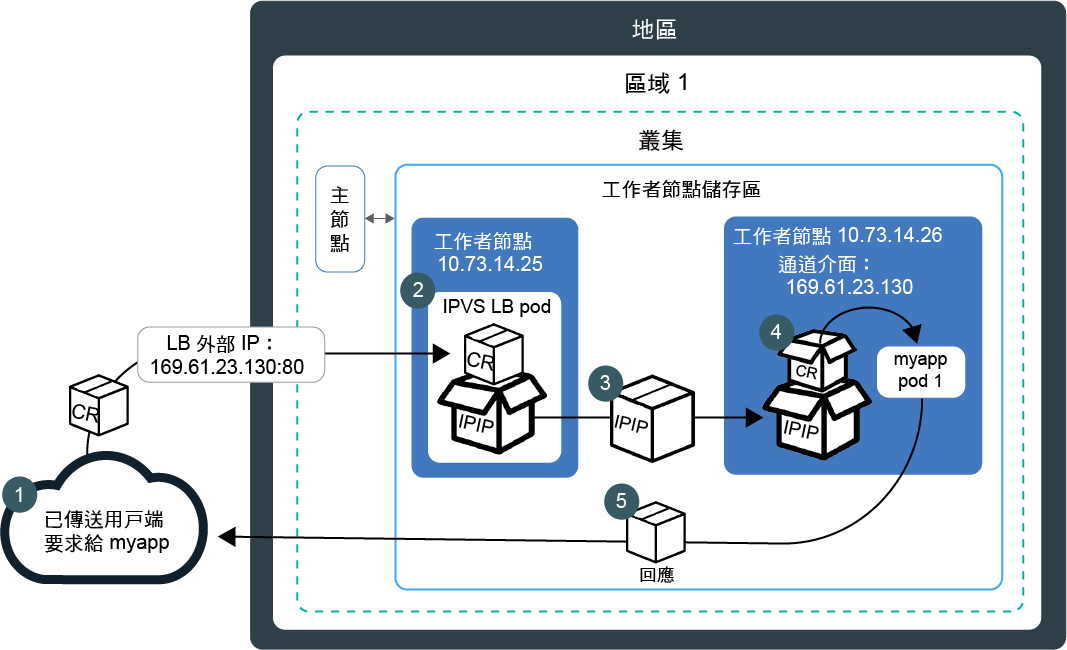 地區
區域 1
叢集
工作者節點儲存區
主
節
點
工作者節點
10.73.14.25
2
IPVS LB pod
CR
IPIP
LB 外部 IP：
169.61.23.130:80
CR
1
已傳送用戶端
要求給 myapp
3
IPIP
工作者節點 10.73.14.26
通道介面：
169.61.23.130
4
CR
IPIP
myapp
pod 1
5
回應